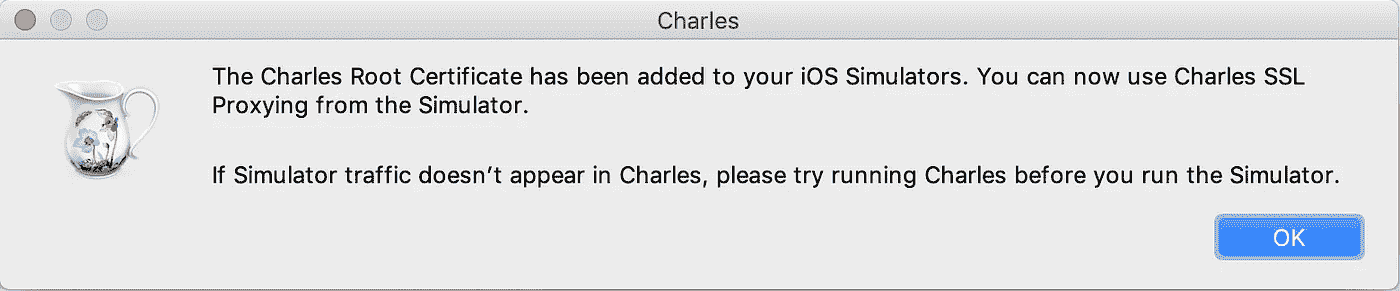 Charles
The Charles Root Certificate has been added to your iOS Simulators. You can now use Charles SSL
Proxying from the Simulator.
If Simulator traffic doesn’t appear in Charles, please try running Charles before you run the Simulator.
OK